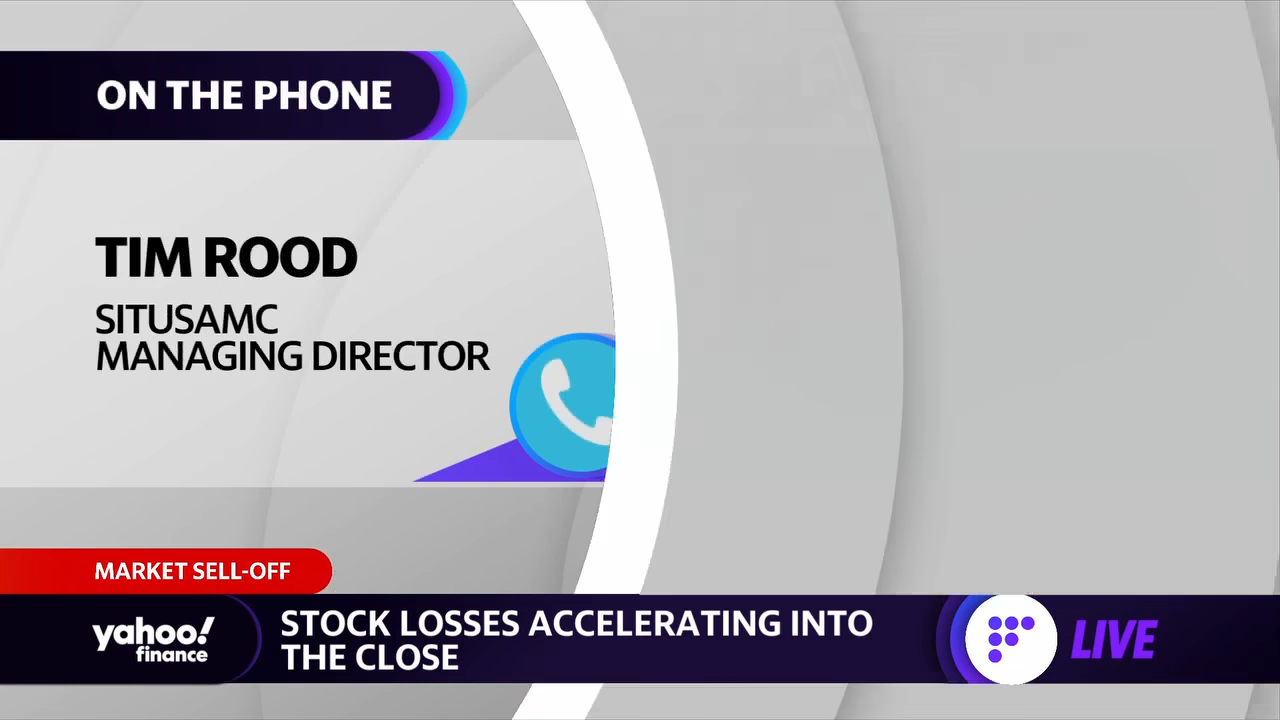 ON THE PHONE
TIM ROOD
SITUSAMC
MANAGING DIRECTOR
MARKET SELL-OFF
yahoo!
finance
STOCK LOSSES ACCELERATING INTO
THE CLOSE
LIVE